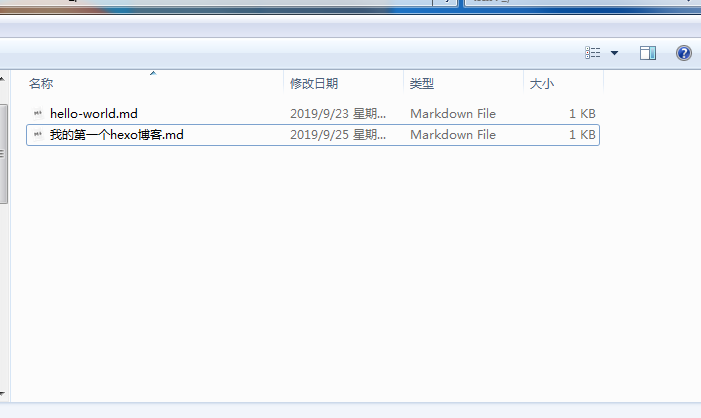 名称 修改日期 类型 大小
hello-world.md 2019/9/23 星期... Markdown File 1 KB
我的第一个hexo博客.md 2019/9/25 星期... Markdown File 1 KB